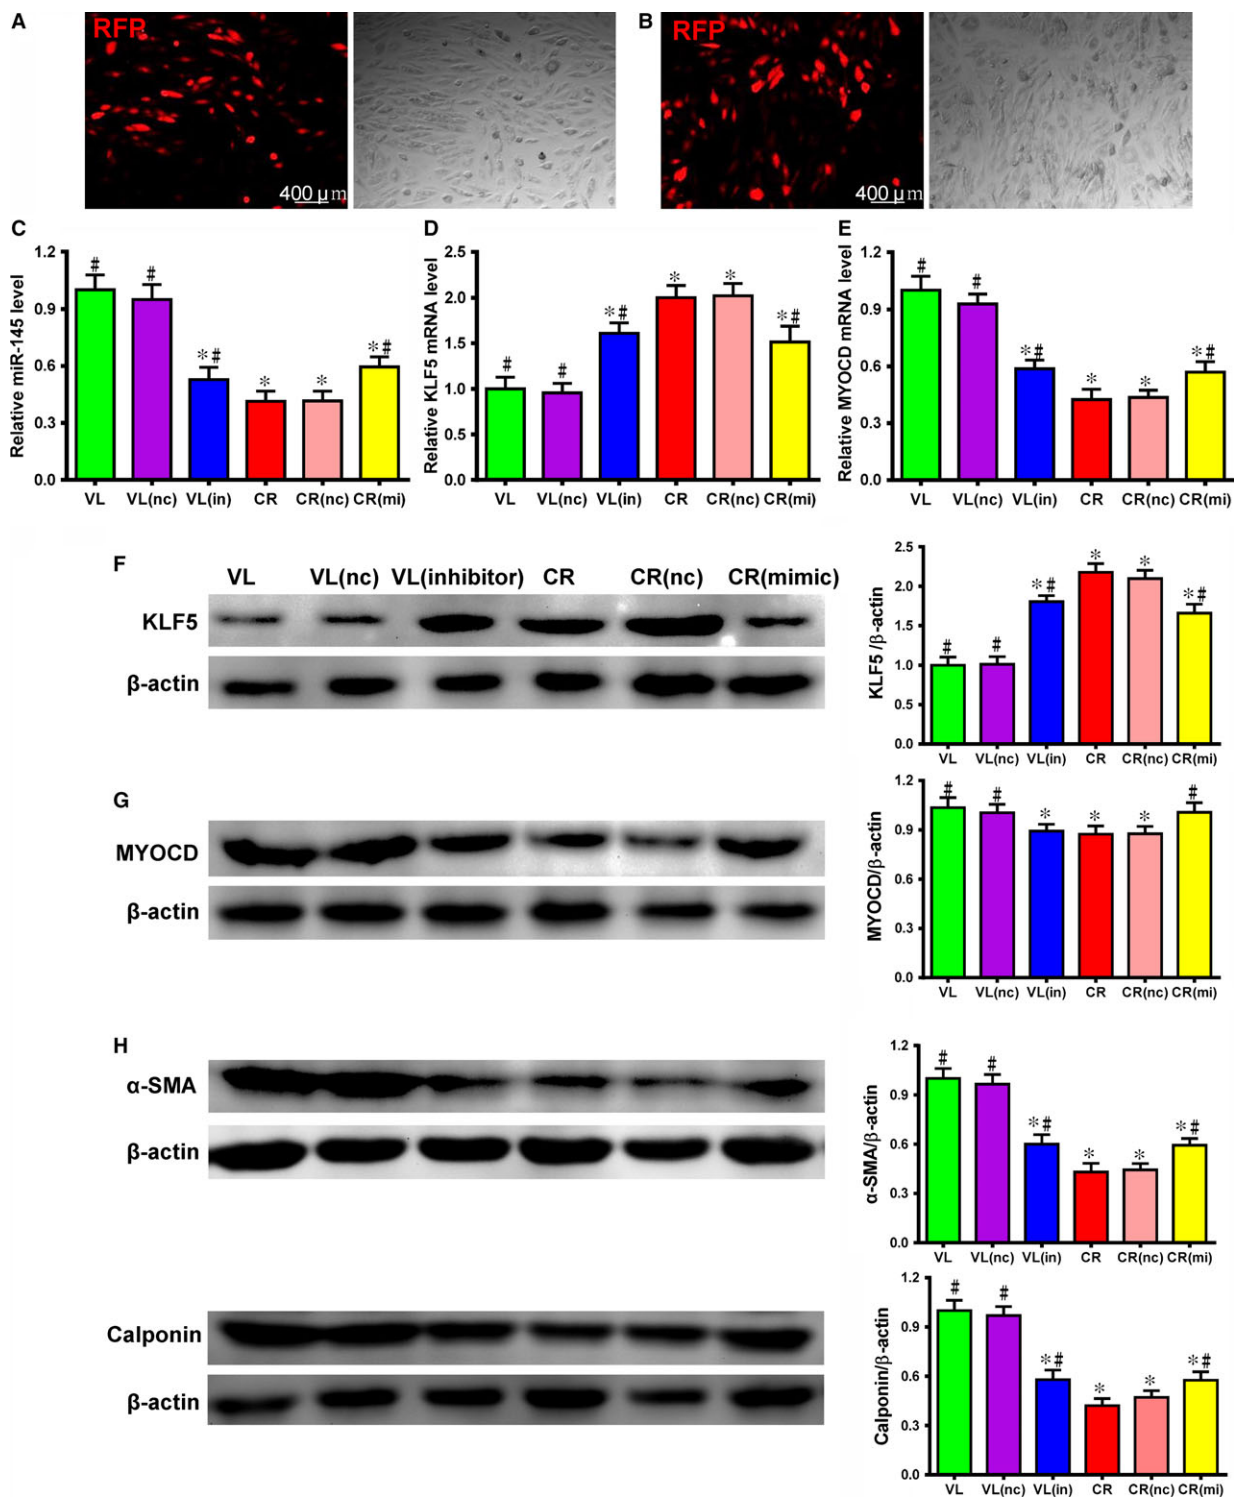 A
RFP
400 μm
B
RFP
400 μm
C
Relative miR-145 level
1.2
0.9
0.6
0.3
0.0
#
#
*#
*
*
*#
VL
VL(nc)
VL(in)
CR
CR(nc)
CR(mi)
D
Relative KLF5 mRNA level
2.5
2.0
1.5
1.0
0.5
0.0
#
#
*#
*
*
*#
VL
VL(nc)
VL(in)
CR
CR(nc)
CR(mi)
E
Relative MYOCD mRNA level
1.2
0.9
0.6
0.3
0.0
#
#
*#
*
*
*#
VL
VL(nc)
VL(in)
CR
CR(nc)
CR(mi)
F
VL
VL(nc)
VL(inhibitor)
CR
CR(nc)
CR(mimic)
KLF5
β-actin
KLF5/β-actin
2.5
2.0
1.5
1.0
0.5
0.0
#
#
*#
*
*
*#
VL
VL(nc)
VL(in)
CR
CR(nc)
CR(mi)
G
MYOCD
β-actin
MYOCD/β-actin
1.2
0.9
0.6
0.3
0.0
#
#
*
*
*
#
VL
VL(nc)
VL(in)
CR
CR(nc)
CR(mi)
H
α-SMA
β-actin
α-SMA/β-actin
1.2
0.9
0.6
0.3
0.0
#
#
*#
*
*
*#
VL
VL(nc)
VL(in)
CR
CR(nc)
CR(mi)
Calponin
β-actin
Calponin/β-actin
1.2
0.9
0.6
0.3
0.0
#
#
*#
*
*
*#
VL
VL(nc)
VL(in)
CR
CR(nc)
CR(mi)